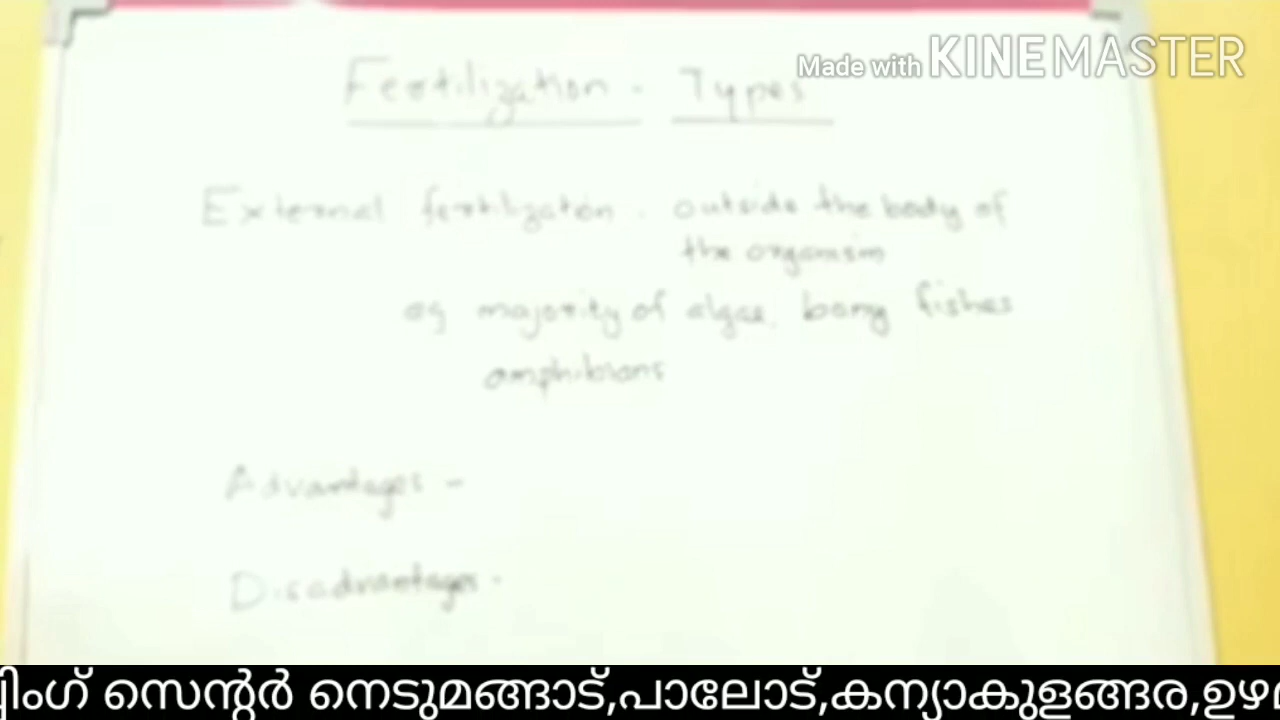 Made with KINEMASTER
Fertilization - Types
External fertilization - outside the body of
the organism
eg majority of algae, bony fishes
amphibians
Advantages -
Disadvantages -
സെന്റർ നെടുമങ്ങാട്,പാലോട്,കന്യാകുളങ്ങര,